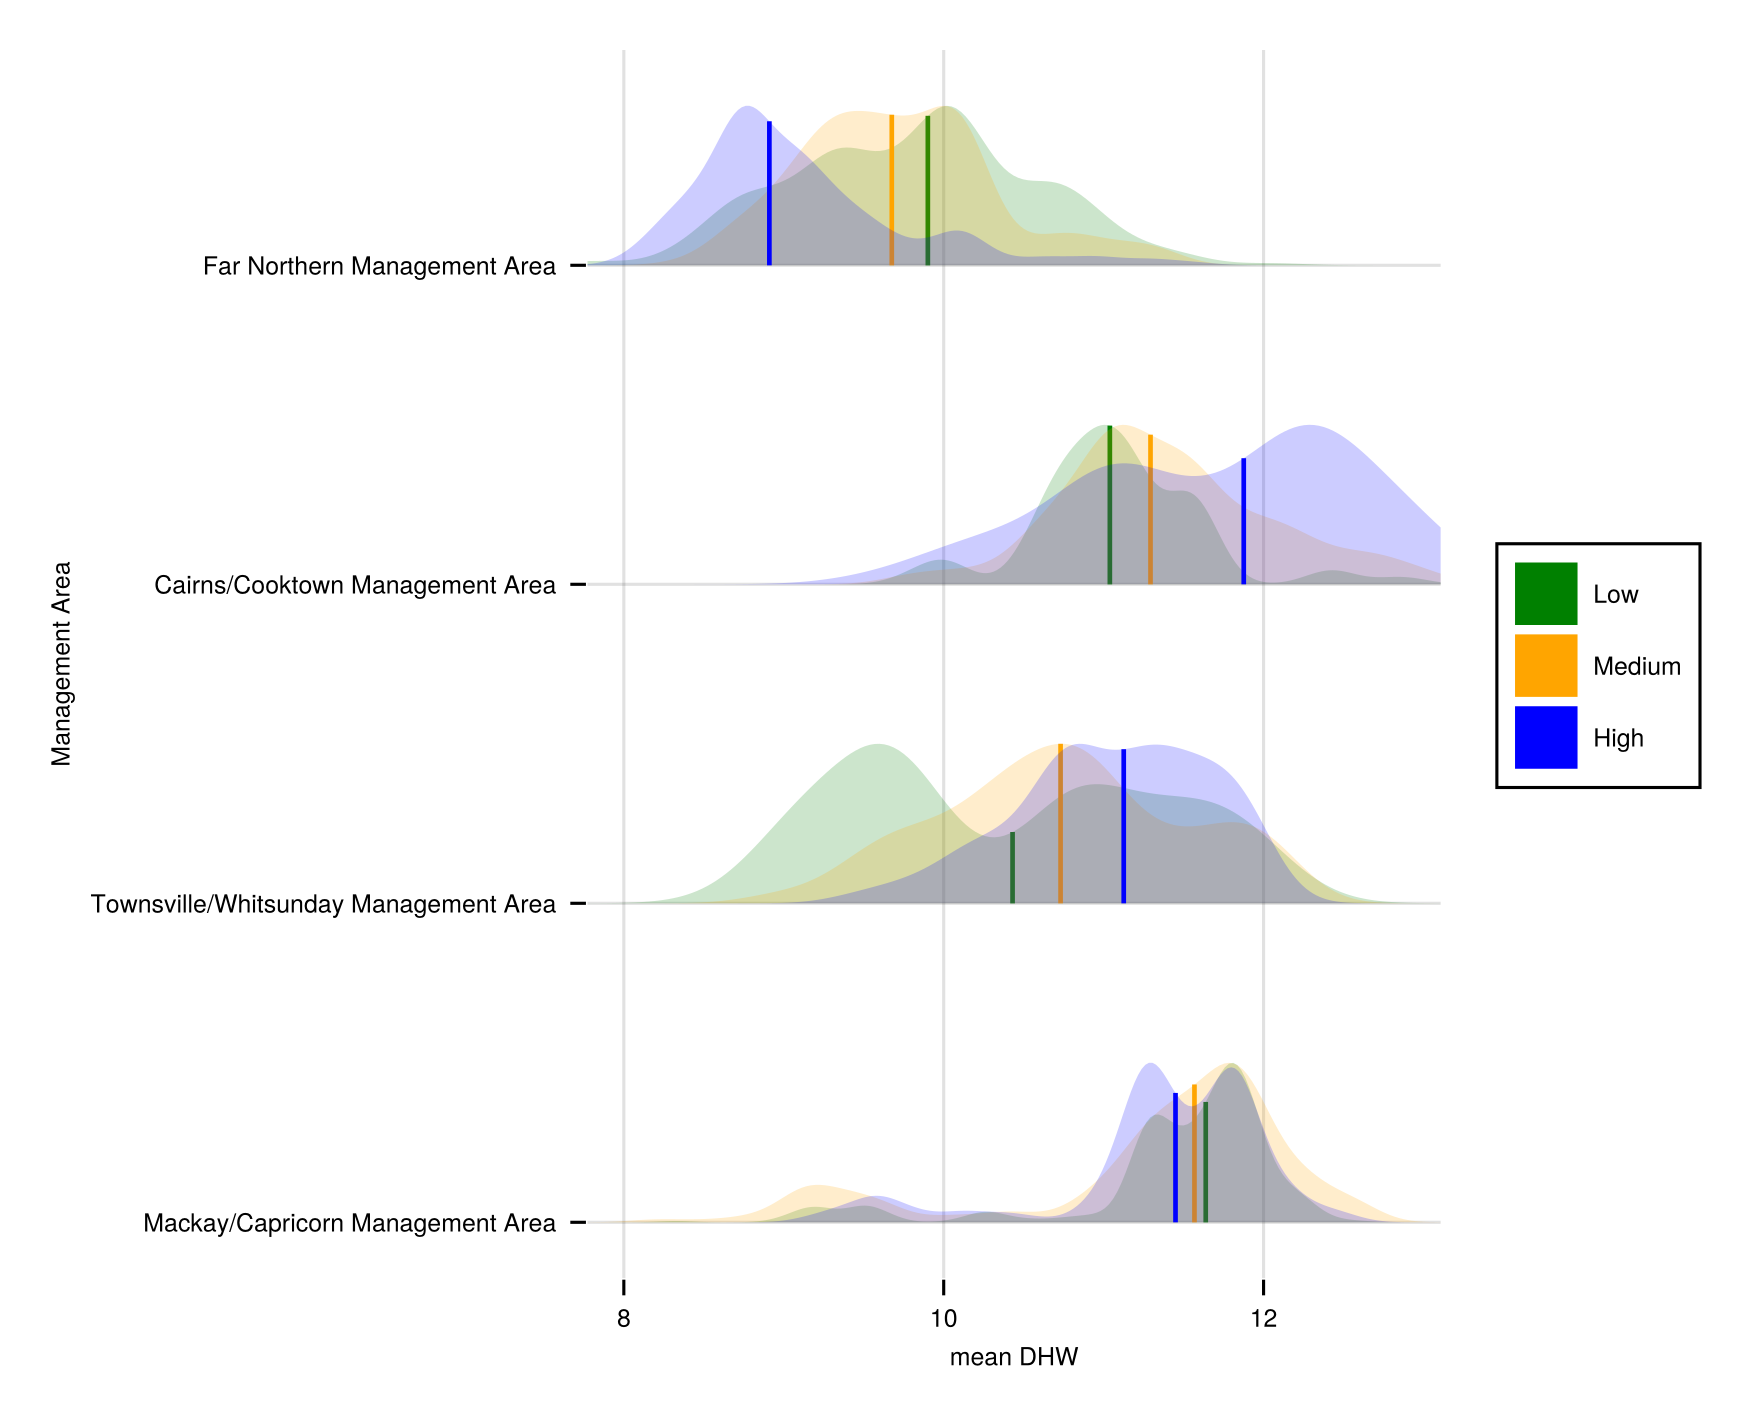 Far Northern Management Area
Cairns/Cooktown Management Area
Townsville/Whitsunday Management Area
Mackay/Capricorn Management Area
Management Area
8
10
12
mean DHW
Low
Medium
High